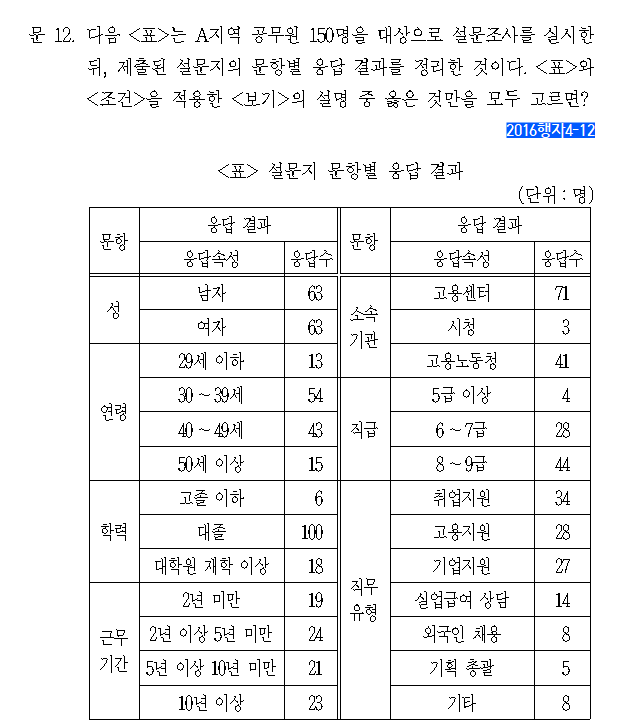 문 12. 다음 <표>는 A지역 공무원 150명을 대상으로 설문조사를 실시한
뒤, 제출된 설문지의 문항별 응답 결과를 정리한 것이다. <표>와
<조건>을 적용한 <보기>의 설명 중 옳은 것만을 모두 고르면?
2016행자4-12
<표> 설문지 문항별 응답 결과
(단위 : 명)
문항 응답 결과 문항 응답 결과
응답속성 응답수 응답속성 응답수
성 남자 63 소속기관 고용센터 71
여자 63 시청 3
연령 29세 이하 13 고용노동청 41
30 ~ 39세 54 직급 5급 이상 4
40 ~ 49세 43 6 ~ 7급 28
50세 이상 15 8 ~ 9급 44
학력 고졸 이하 6 직무유형 취업지원 34
대졸 100 고용지원 28
대학원 재학 이상 18 기업지원 27
근무기간 2년 미만 19 실업급여 상담 14
2년 이상 5년 미만 24 외국인 채용 8
5년 이상 10년 미만 21 기획 총괄 5
10년 이상 23 기타 8